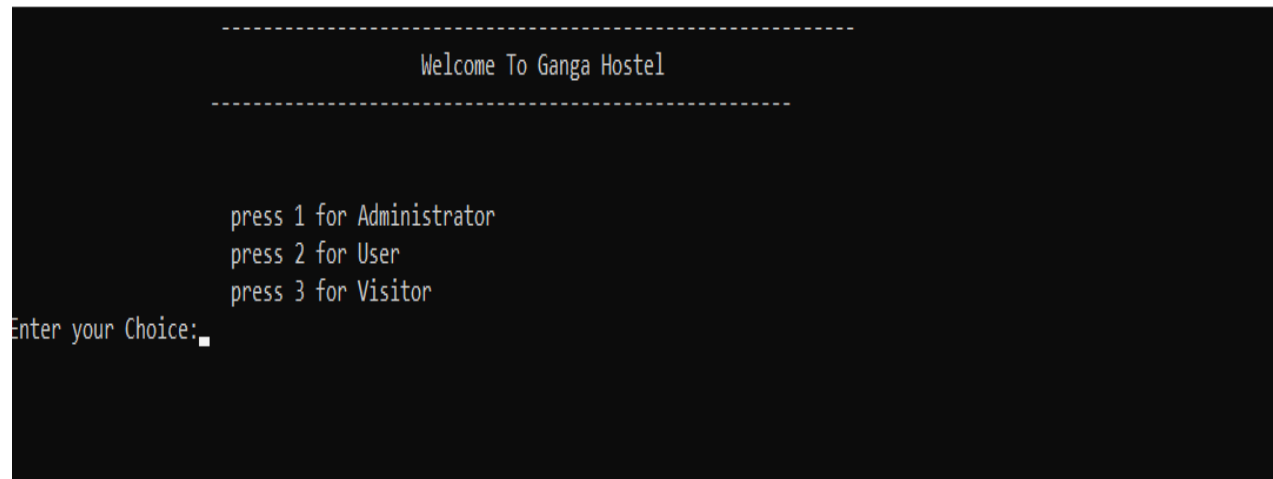 ------------------------------------------------------------
Welcome To Ganga Hostel
-------------------------------------------------------
press 1 for Administrator
press 2 for User
press 3 for Visitor
Enter your Choice: